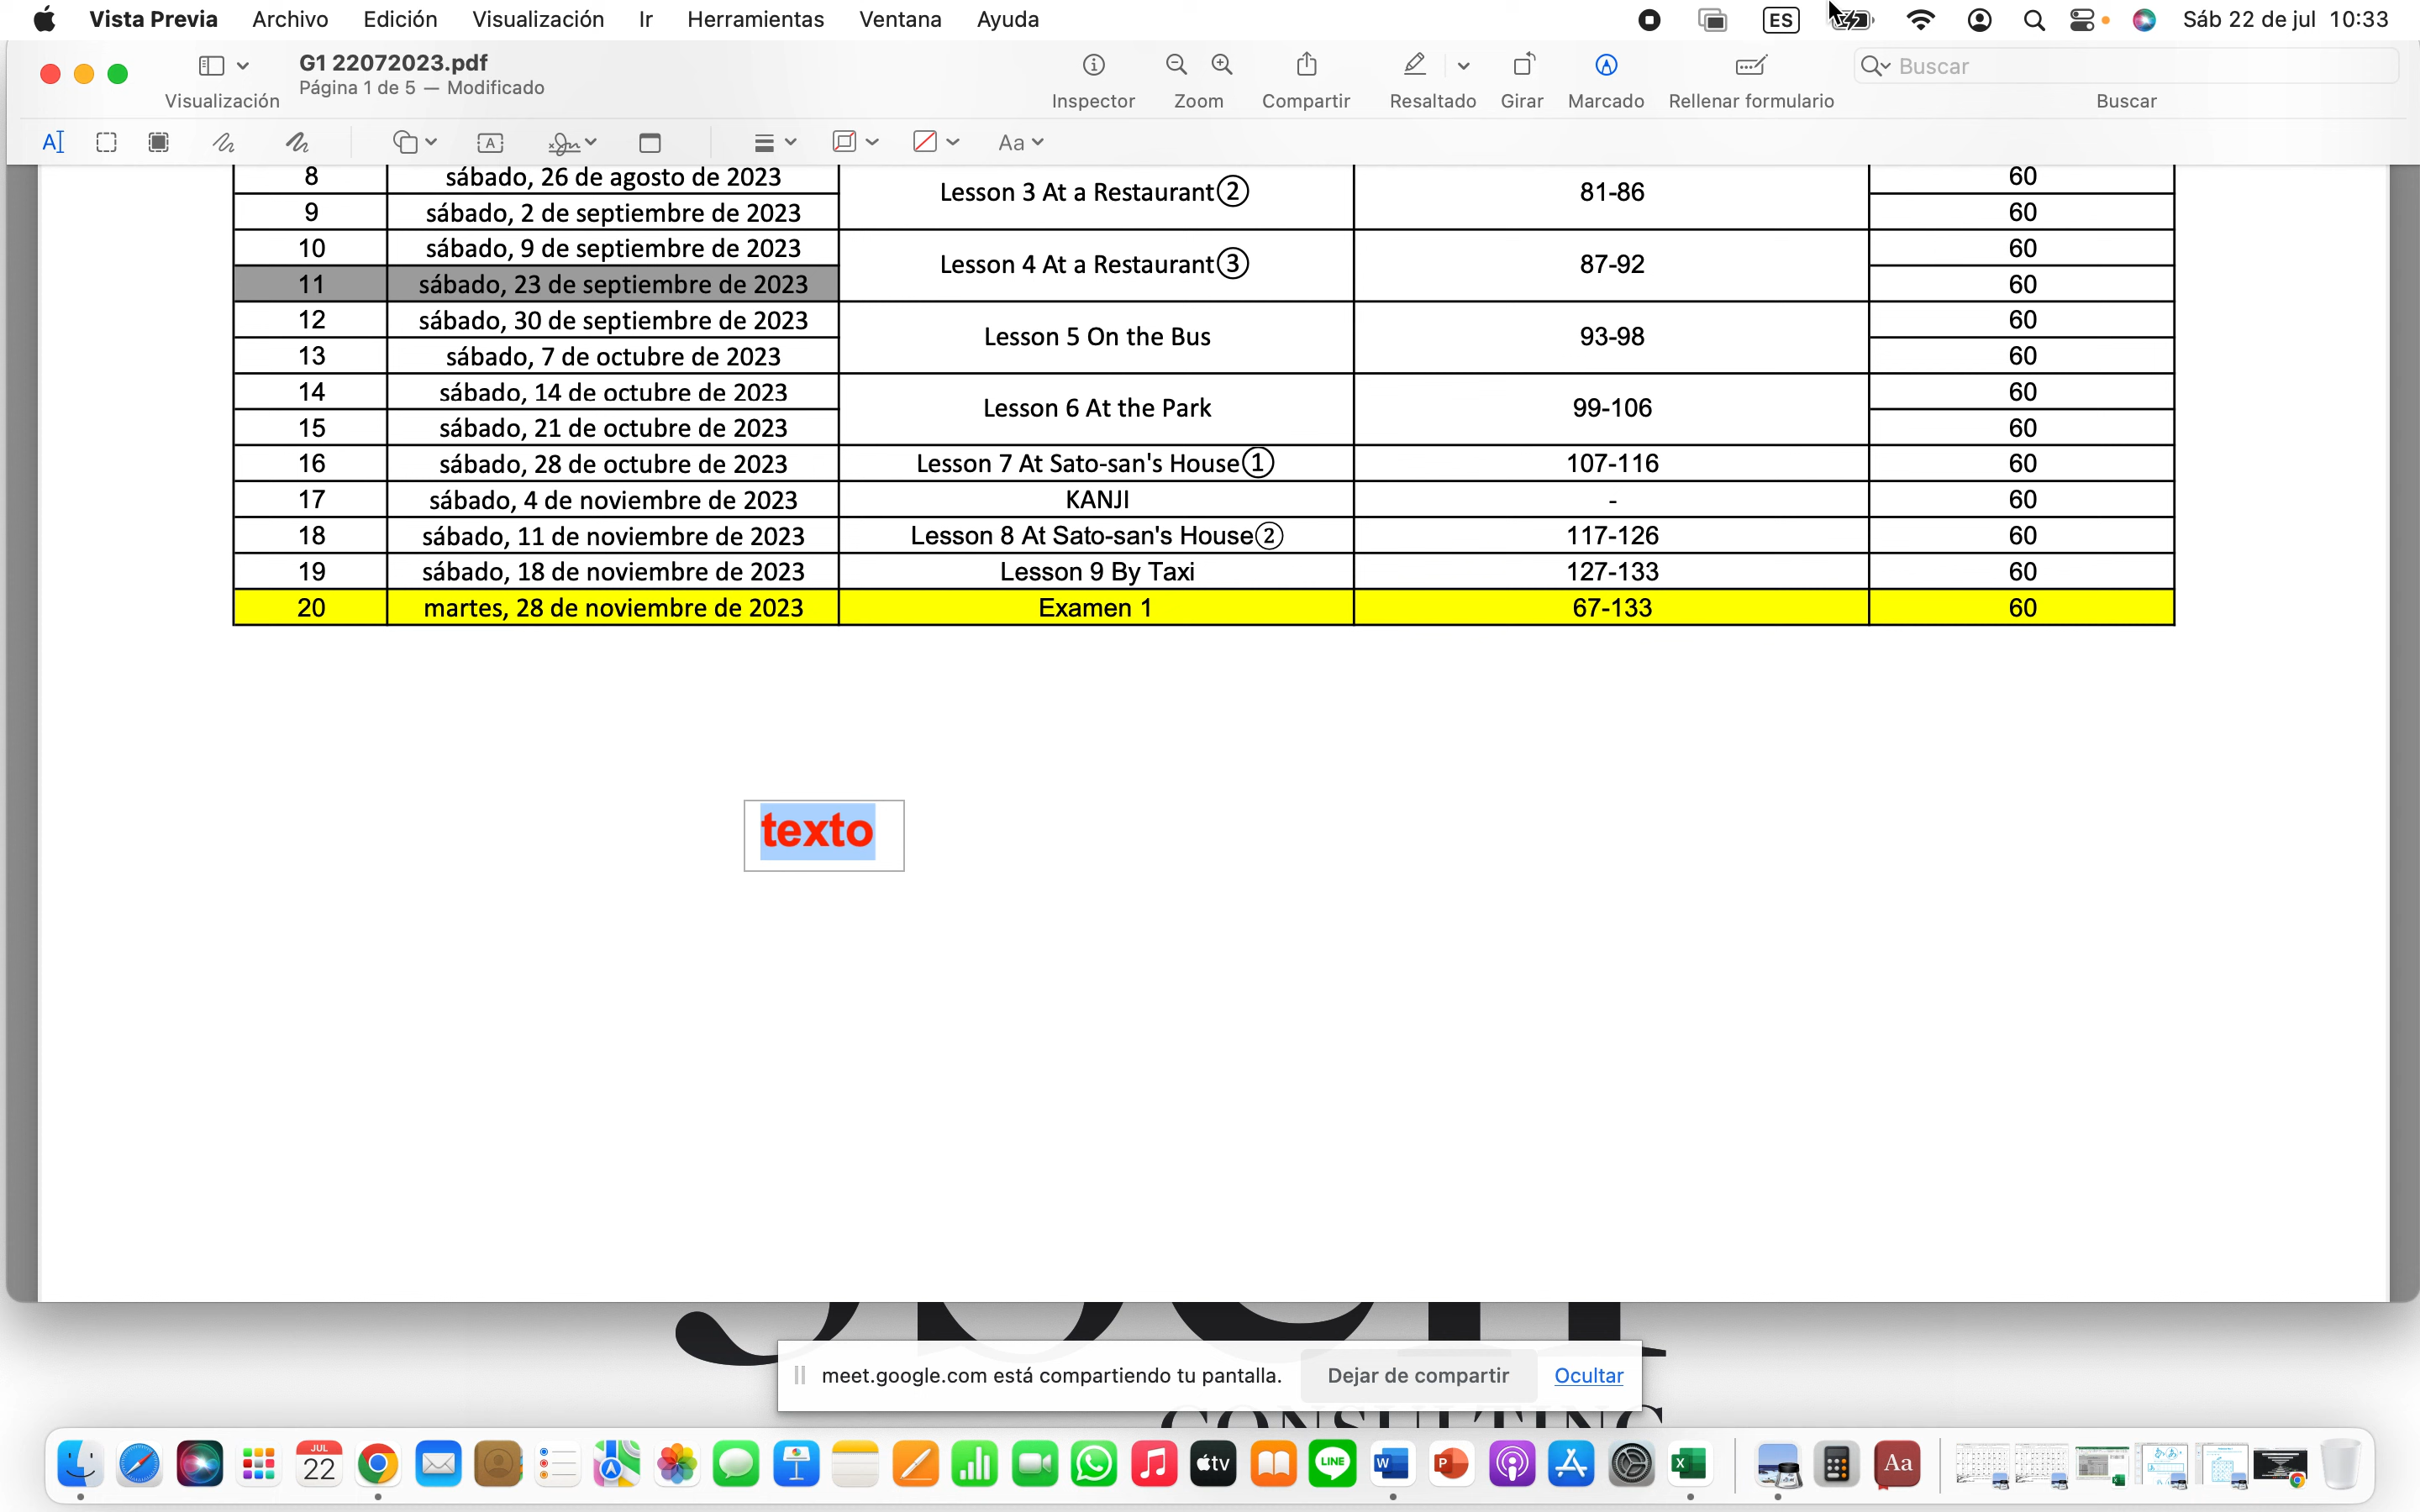 Vista Previa Archivo Edición Visualización Ir Herramientas Ventana Ayuda ES Sáb 22 de jul 10:33
G1 22072023.pdf
Página 1 de 5 — Modificado
Visualización Inspector Zoom Compartir Resaltado Girar Marcado Rellenar formulario Buscar
Buscar
Aa
8 sábado, 26 de agosto de 2023 Lesson 3 At a Restaurant② 81-86 60
9 sábado, 2 de septiembre de 2023 60
10 sábado, 9 de septiembre de 2023 Lesson 4 At a Restaurant③ 87-92 60
11 sábado, 23 de septiembre de 2023 60
12 sábado, 30 de septiembre de 2023 Lesson 5 On the Bus 93-98 60
13 sábado, 7 de octubre de 2023 60
14 sábado, 14 de octubre de 2023 Lesson 6 At the Park 99-106 60
15 sábado, 21 de octubre de 2023 60
16 sábado, 28 de octubre de 2023 Lesson 7 At Sato-san's House① 107-116 60
17 sábado, 4 de noviembre de 2023 KANJI - 60
18 sábado, 11 de noviembre de 2023 Lesson 8 At Sato-san's House② 117-126 60
19 sábado, 18 de noviembre de 2023 Lesson 9 By Taxi 127-133 60
20 martes, 28 de noviembre de 2023 Examen 1 67-133 60
texto
meet.google.com está compartiendo tu pantalla. Dejar de compartir Ocultar
CONSULTING
JUL
22
tv
LINE
W
P
X
Aa